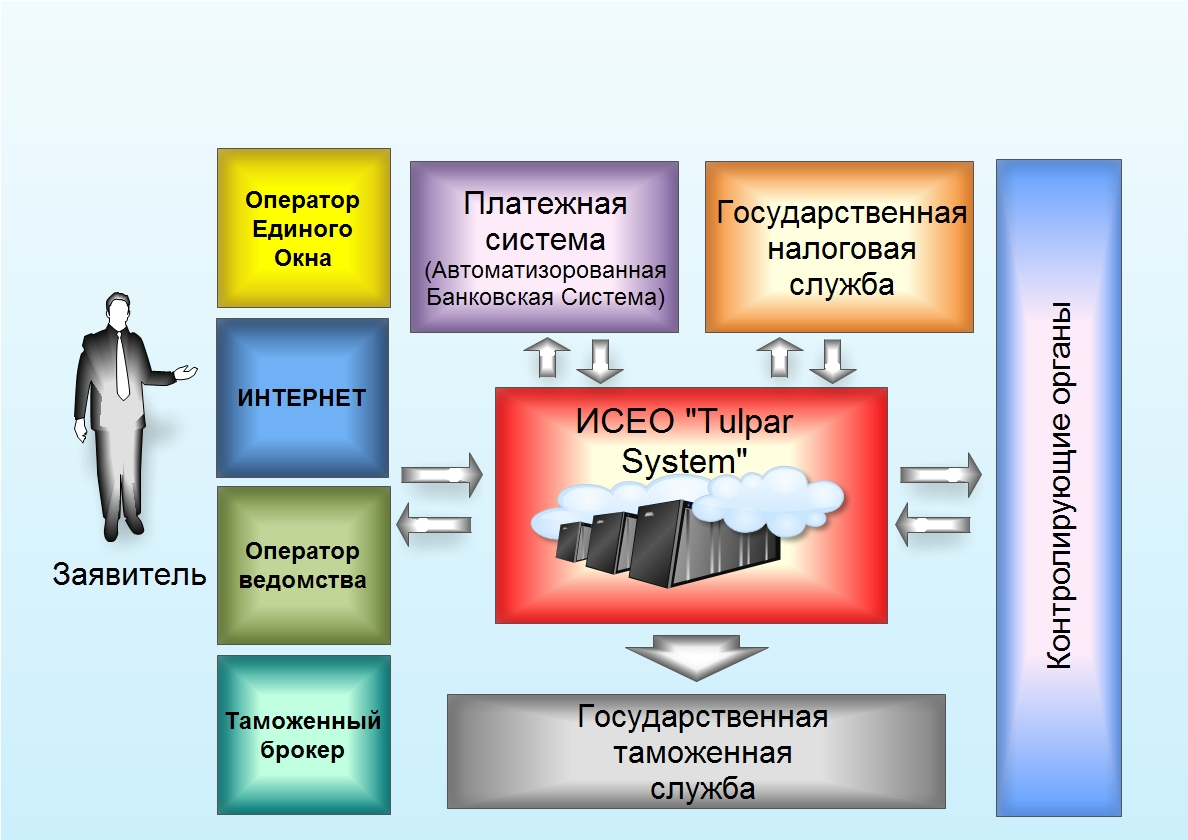 Оператор
Единого
Окна
Платежная
система
(Автоматизорованная
Банковская Система)
Государственная
налоговая
служба
ИНТЕРНЕТ
ИСЕО "Tulpar
System"
Контролирующие органы
Оператор
ведомства
Заявитель
Таможенный
брокер
Государственная
таможенная
служба